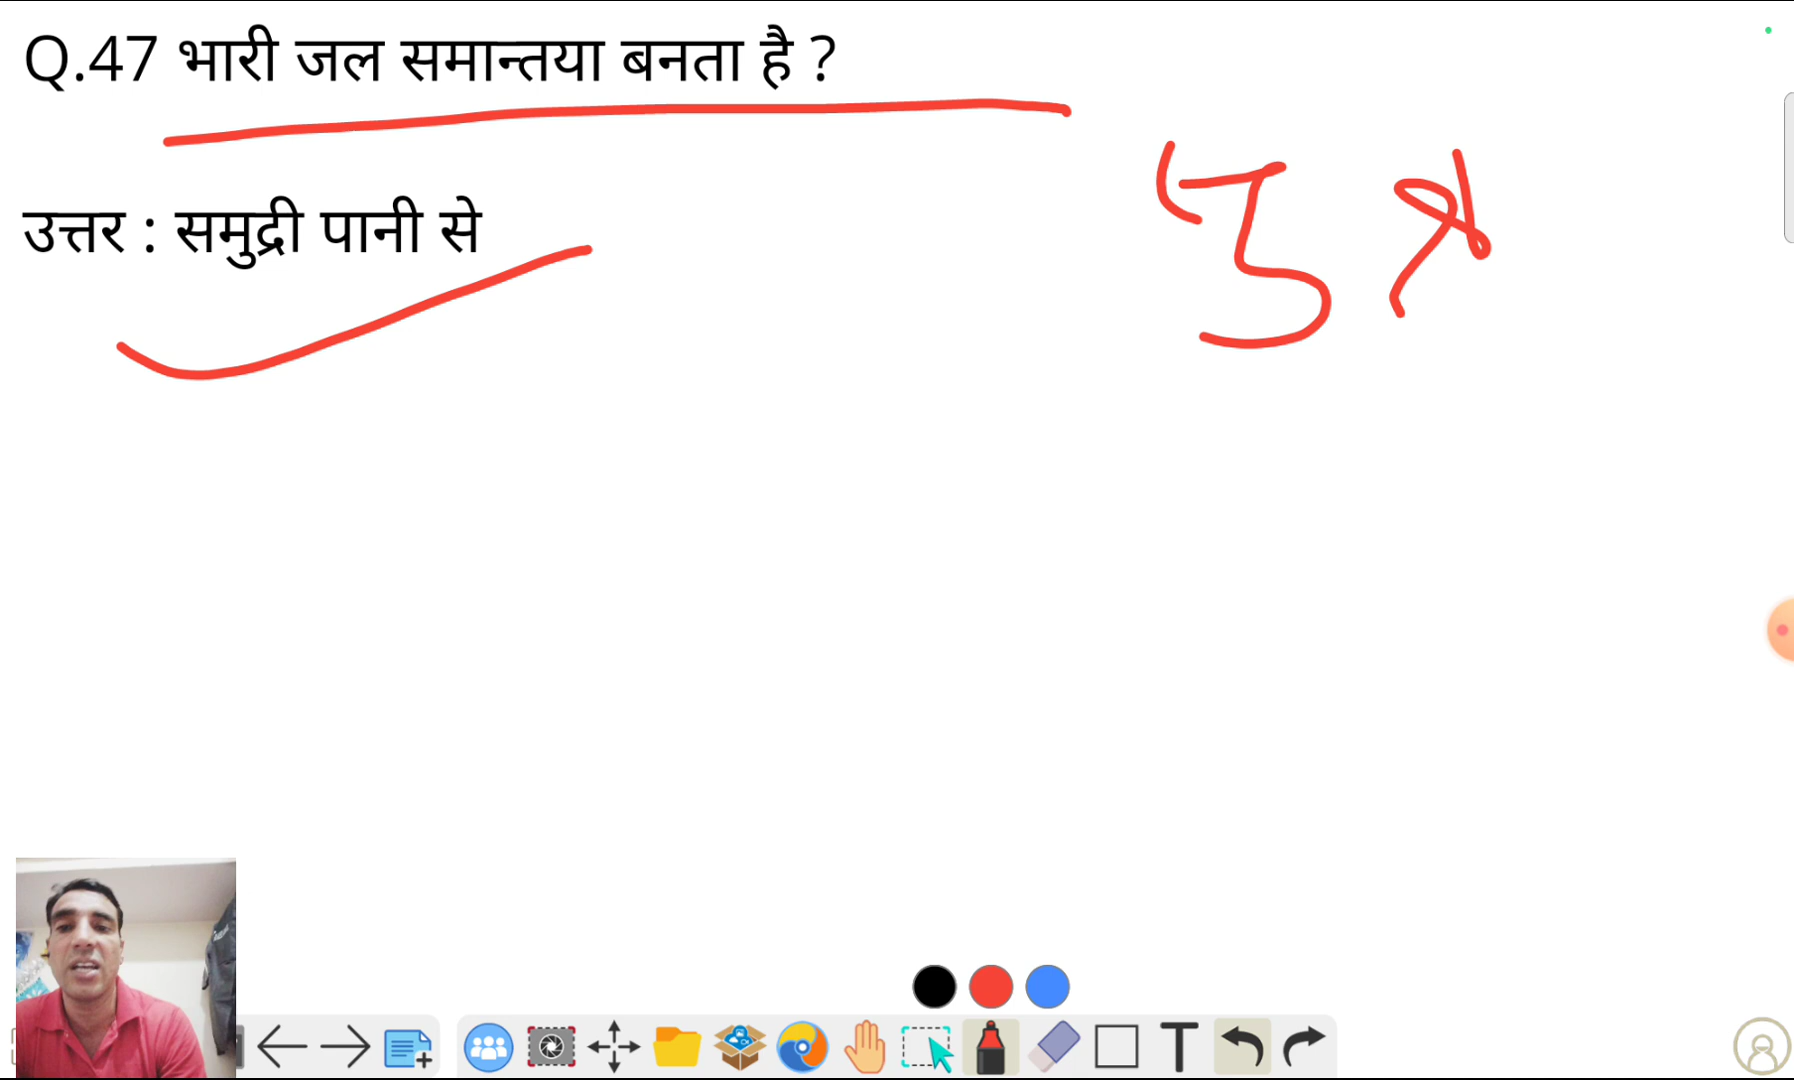 Q.47 भारी जल समान्तया बनता है ?
उत्तर : समुद्री पानी से